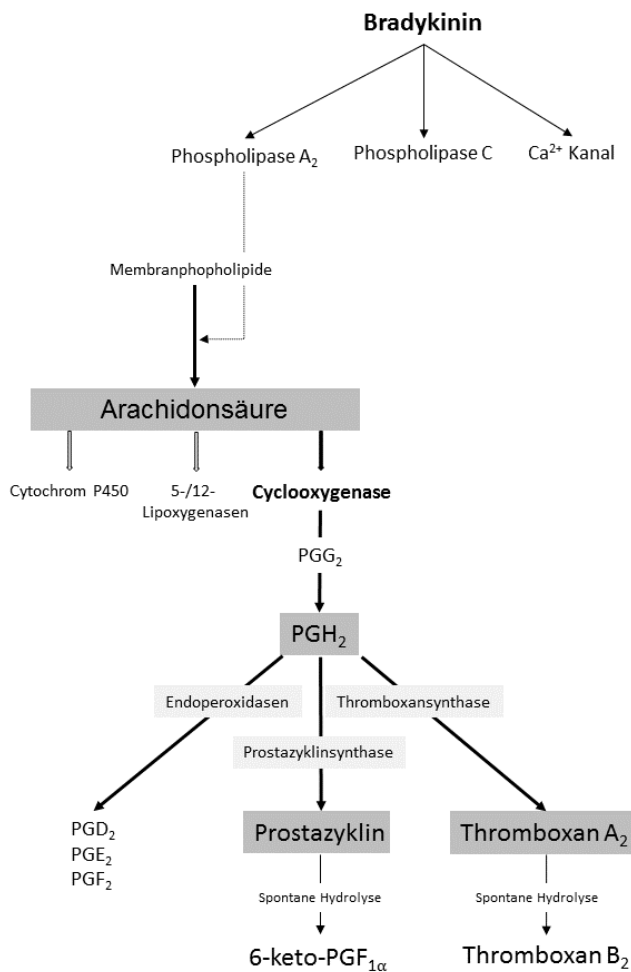 Bradykinin
Phospholipase A₂ Phospholipase C Ca²⁺ Kanal
Membranphopholipide
Arachidonsäure
Cytochrom P450
5-/12-
Lipoxygenasen
Cyclooxygenase
PGG₂
PGH₂
Endoperoxidasen Thromboxansynthase
Prostazyklinsynthase
PGD₂
PGE₂
PGF₂
Prostazyklin
Thromboxan A₂
Spontane Hydrolyse Spontane Hydrolyse
6-keto-PGF₁α Thromboxan B₂